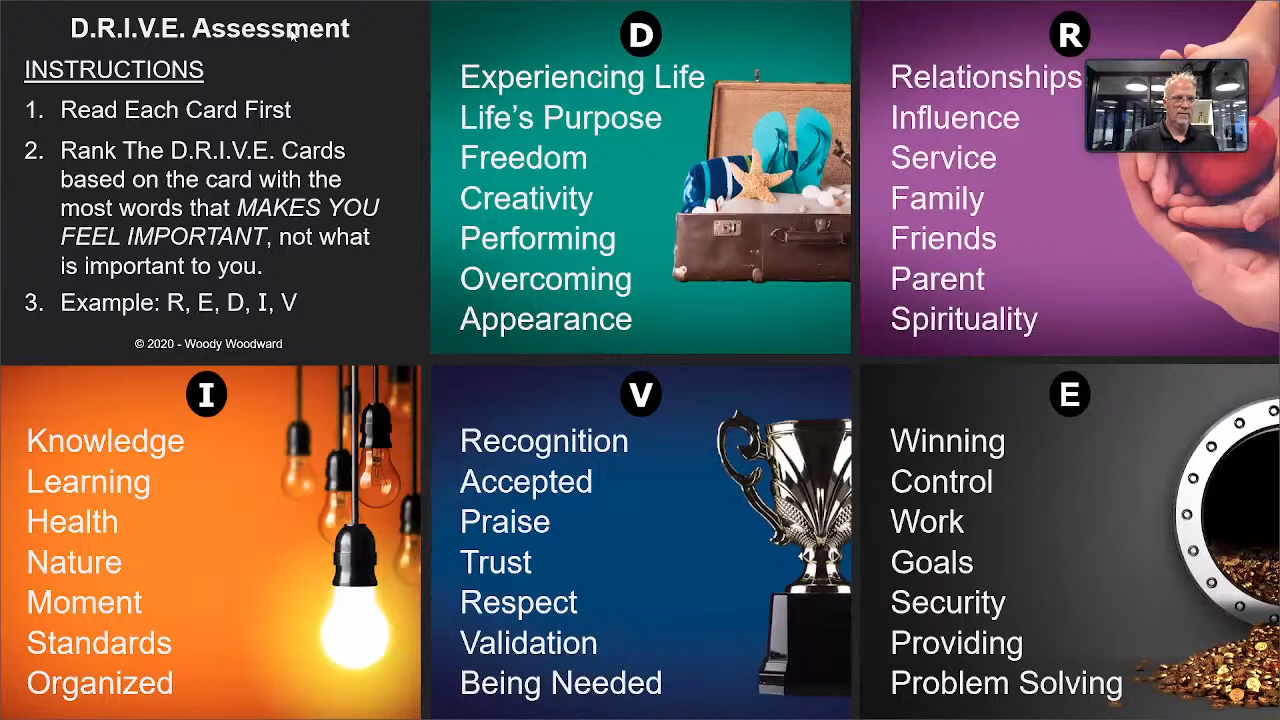 D.R.I.V.E. Assessment
INSTRUCTIONS
1. Read Each Card First
2. Rank The D.R.I.V.E. Cards
based on the card with the
most words that MAKES YOU
FEEL IMPORTANT, not what
is important to you.
3. Example: R, E, D, I, V
© 2020 - Woody Woodward
D
Experiencing Life
Life’s Purpose
Freedom
Creativity
Performing
Overcoming
Appearance
R
Relationships
Influence
Service
Family
Friends
Parent
Spirituality
I
Knowledge
Learning
Health
Nature
Moment
Standards
Organized
V
Recognition
Accepted
Praise
Trust
Respect
Validation
Being Needed
E
Winning
Control
Work
Goals
Security
Providing
Problem Solving